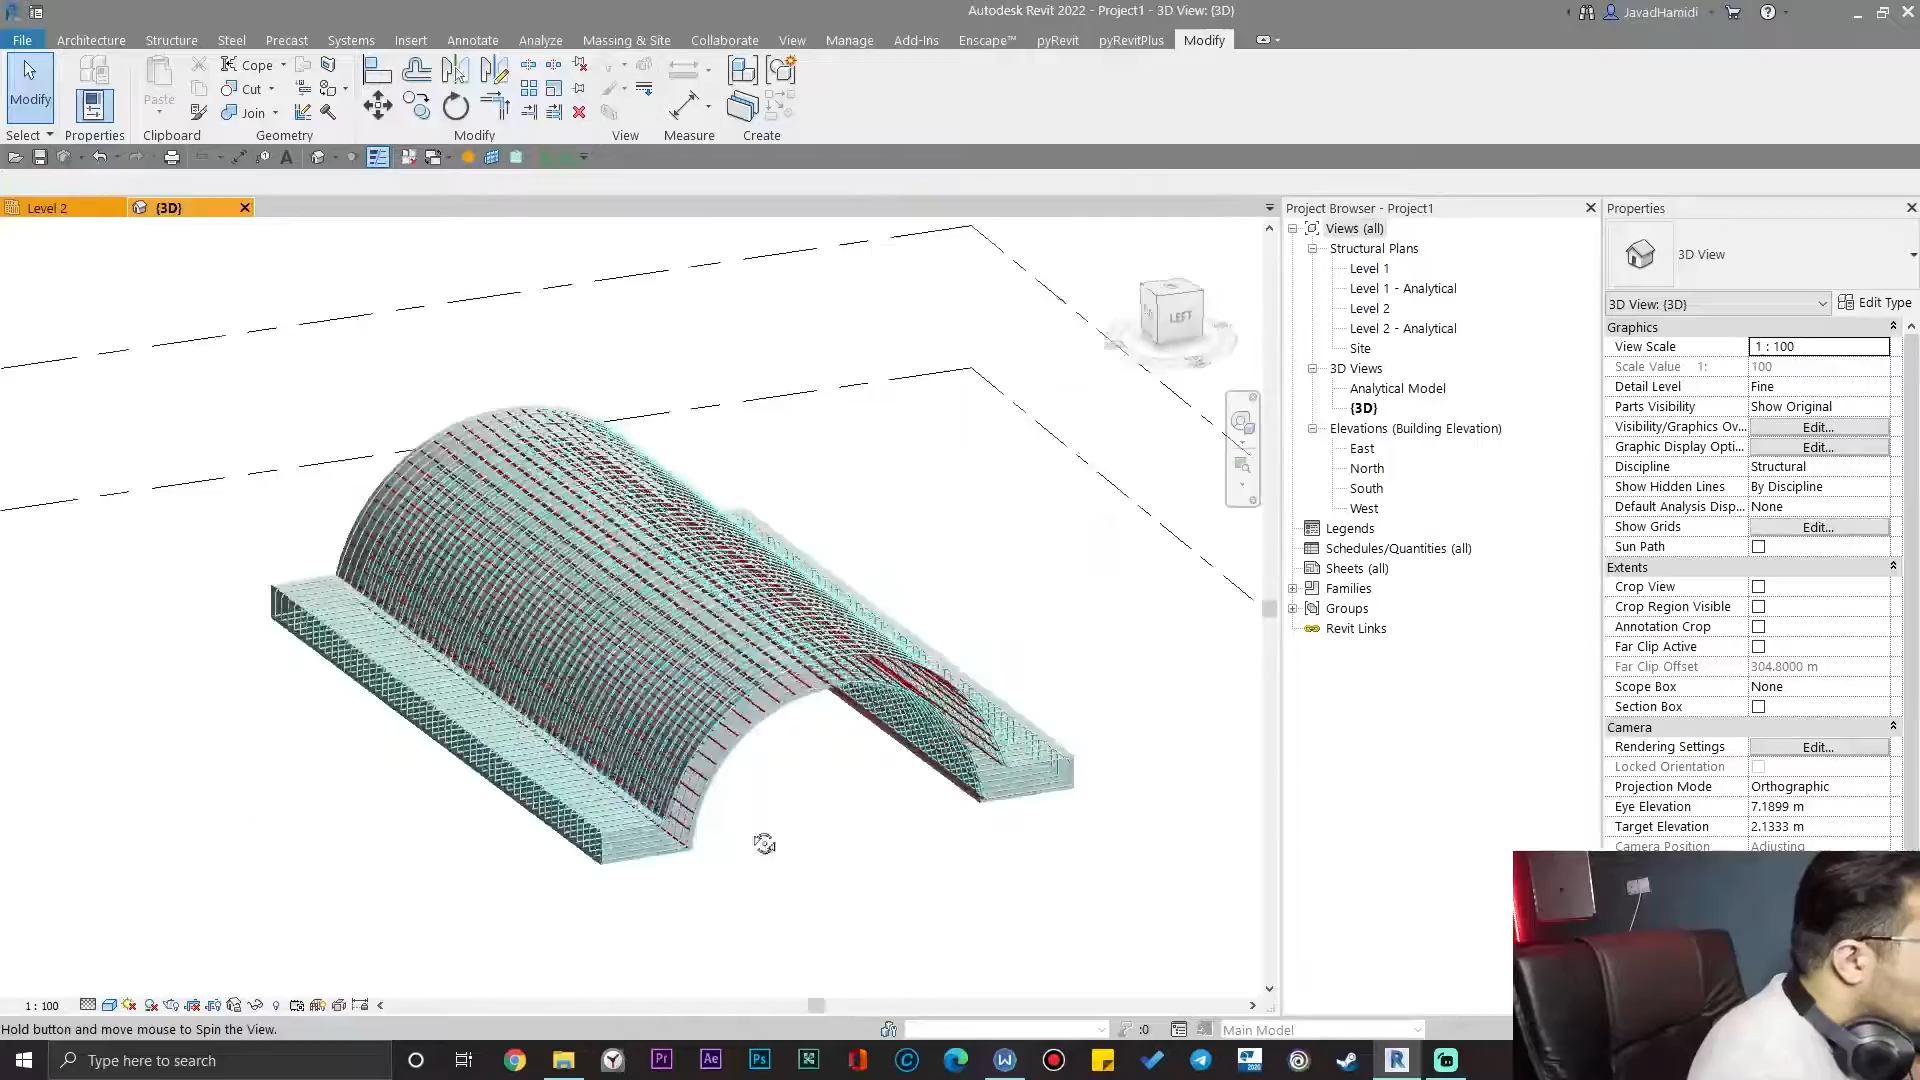 Autodesk Revit 2022 - Project1 - 3D View: {3D}
JavadHamidi
File Architecture Structure Steel Precast Systems Insert Annotate Analyze Massing & Site Collaborate View Manage Add-Ins Enscape™ pyRevit pyRevitPlus Modify
Modify
Paste
Cope
Cut
Join
Select Properties Clipboard Geometry Modify View Measure Create
Level 2
{3D}
LEFT
Project Browser - Project1
Views (all)
Structural Plans
Level 1
Level 1 - Analytical
Level 2
Level 2 - Analytical
Site
3D Views
Analytical Model
{3D}
Elevations (Building Elevation)
East
North
South
West
Legends
Schedules/Quantities (all)
Sheets (all)
Families
Groups
Revit Links
Properties
3D View
3D View: {3D} Edit Type
Graphics
View Scale 1 : 100
Scale Value 1: 100
Detail Level Fine
Parts Visibility Show Original
Visibility/Graphics Ov... Edit...
Graphic Display Opti... Edit...
Discipline Structural
Show Hidden Lines By Discipline
Default Analysis Disp... None
Show Grids Edit...
Sun Path
Extents
Crop View
Crop Region Visible
Annotation Crop
Far Clip Active
Far Clip Offset 304.8000 m
Scope Box None
Section Box
Camera
Rendering Settings Edit...
Locked Orientation
Projection Mode Orthographic
Eye Elevation 7.1899 m
Target Elevation 2.1333 m
Camera Position Adjusting
1 : 100
Hold button and move mouse to Spin the View.
:0
Main Model
Type here to search